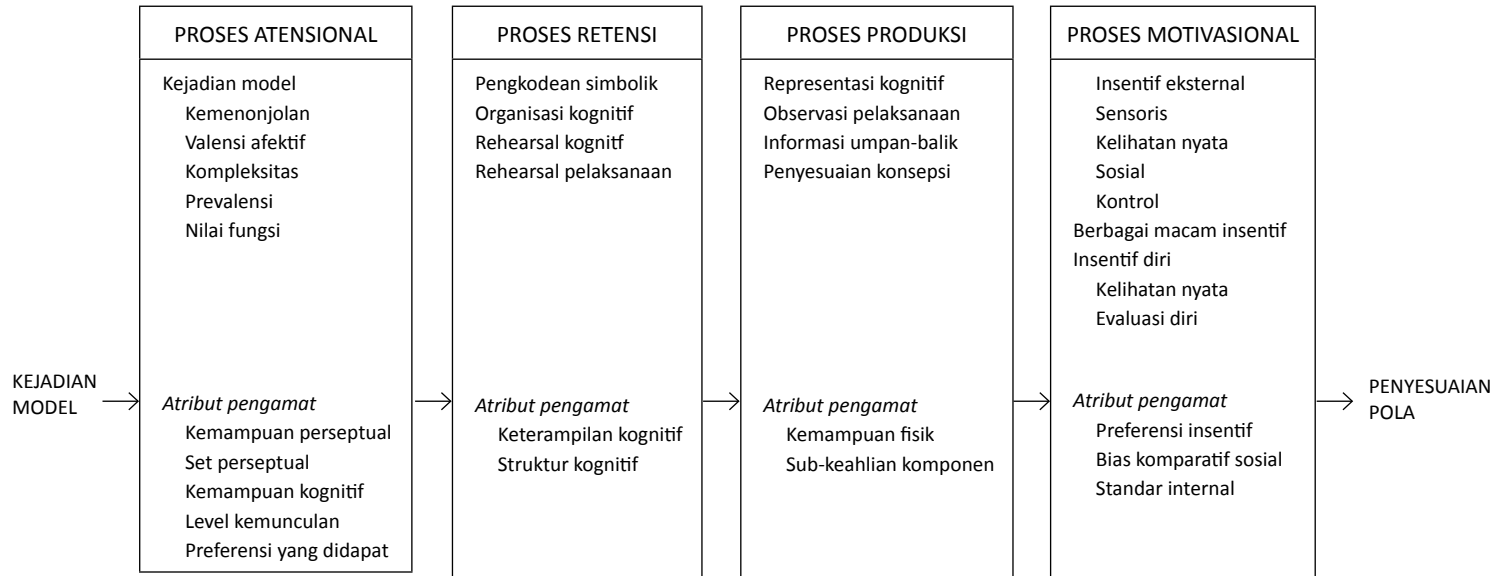 KEJADIAN
MODEL
PROSES ATENSIONAL
Kejadian model
Kemenonjolan
Valensi afektif
Kompleksitas
Prevalensi
Nilai fungsi
Atribut pengamat
Kemampuan perseptual
Set perseptual
Kemampuan kognitif
Level kemunculan
Preferensi yang didapat
PROSES RETENSI
Pengkodean simbolik
Organisasi kognitif
Rehearsal kognitf
Rehearsal pelaksanaan
Atribut pengamat
Keterampilan kognitif
Struktur kognitif
PROSES PRODUKSI
Representasi kognitif
Observasi pelaksanaan
Informasi umpan-balik
Penyesuaian konsepsi
Atribut pengamat
Kemampuan fisik
Sub-keahlian komponen
PROSES MOTIVASIONAL
Insentif eksternal
Sensoris
Kelihatan nyata
Sosial
Kontrol
Berbagai macam insentif
Insentif diri
Kelihatan nyata
Evaluasi diri
Atribut pengamat
Preferensi insentif
Bias komparatif sosial
Standar internal
PENYESUAIAN
POLA